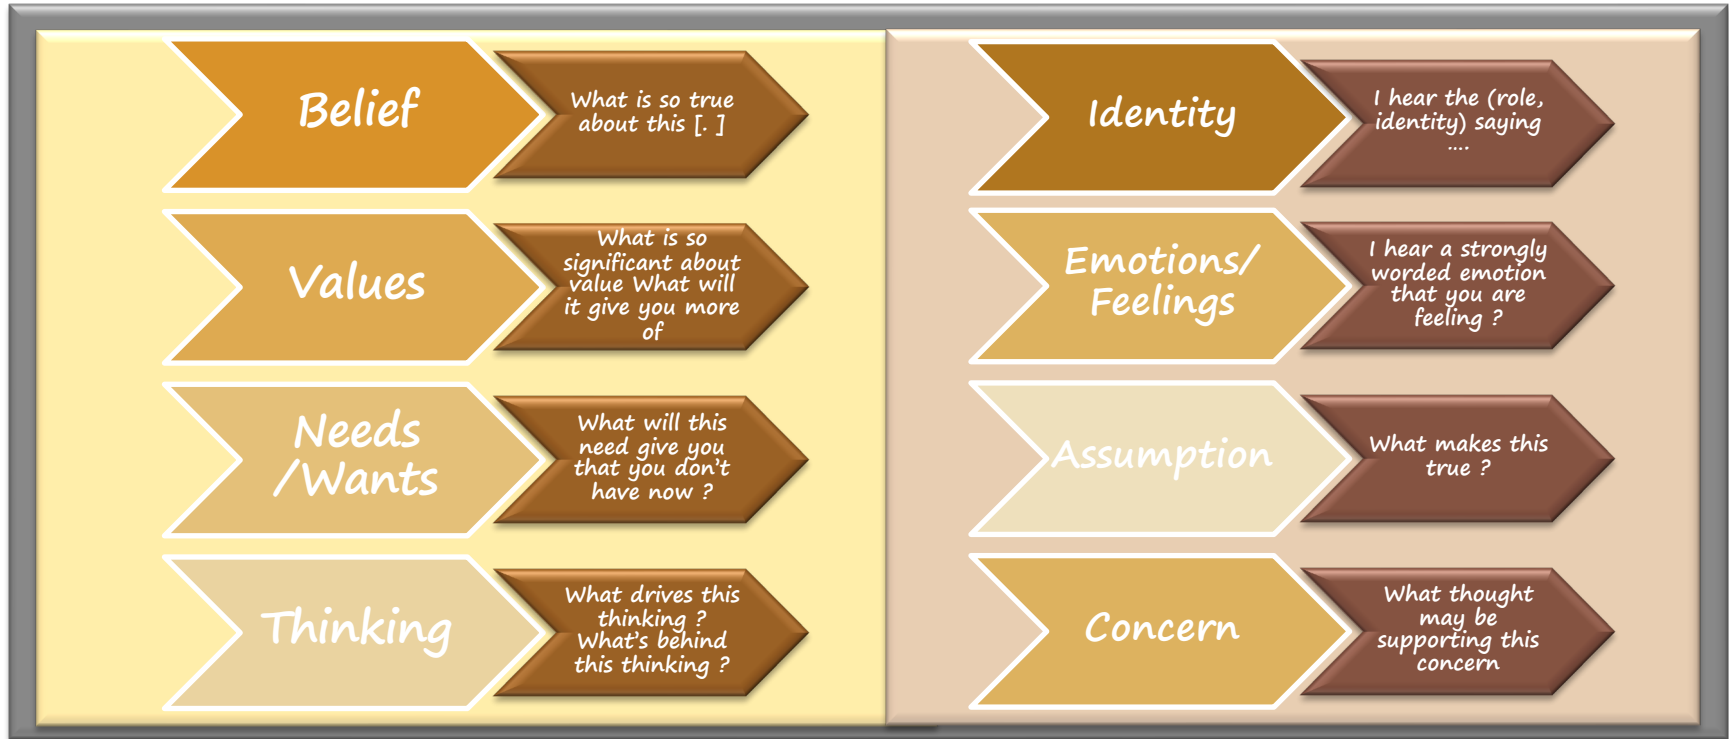 Belief
What is so true
about this [. ]
Values
What is so
significant about
value What will
it give you more
of
Needs
/Wants
What will this
need give you
that you don't
have now ?
Thinking
What drives this
thinking ?
What's behind
this thinking ?
Identity
I hear the (role,
identity) saying
....
Emotions/
Feelings
I hear a strongly
worded emotion
that you are
feeling ?
Assumption
What makes this
true ?
Concern
What thought
may be
supporting this
concern